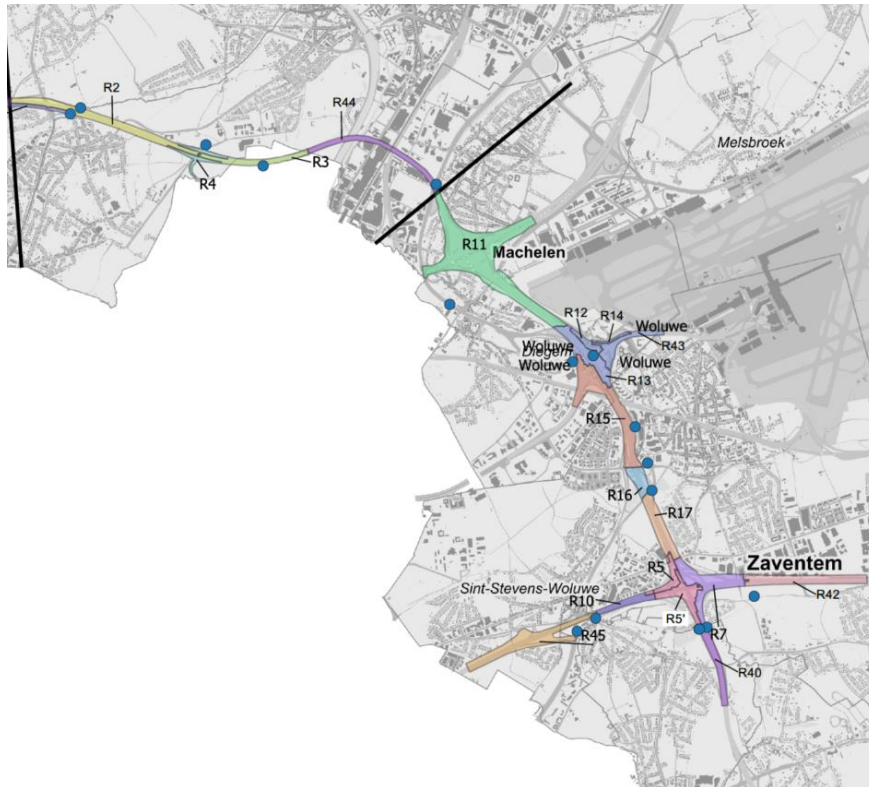 R2
R44
Melsbroek
R4
R3
R11
Machelen
R12
R14
Woluwe
R43
Woluwe
Diegem
Woluwe
Woluwe
R13
R15
R16
R17
R5
Zaventem
Sint-Stevens-Woluwe
R10
R42
R5'
R7
R45
R40